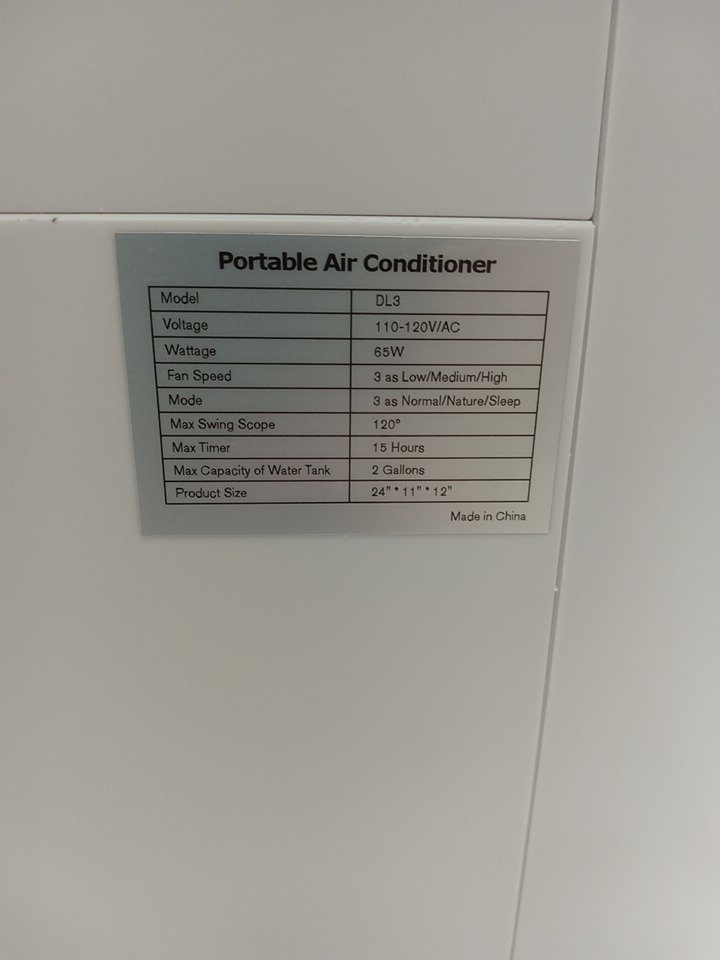 Portable Air Conditioner
Model DL3
Voltage 110-120V/AC
Wattage 65W
Fan Speed 3 as Low/Medium/High
Mode 3 as Normal/Nature/Sleep
Max Swing Scope 120°
Max Timer 15 Hours
Max Capacity of Water Tank 2 Gallons
Product Size 24" * 11" * 12"
Made in China